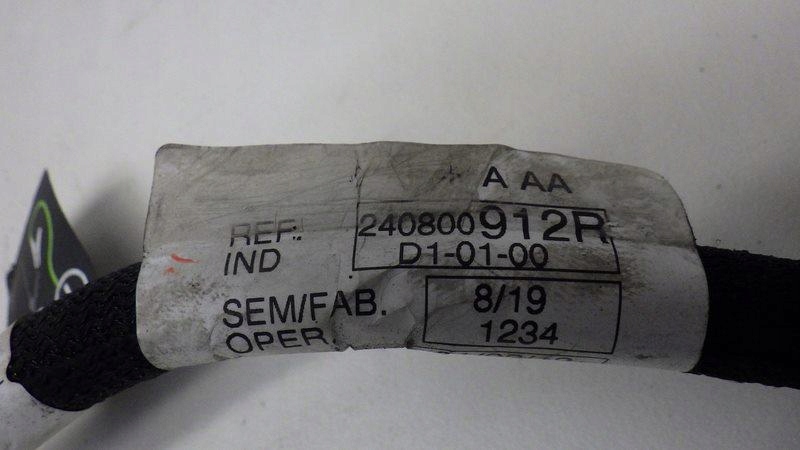 A AA
REF. 240800912R
IND D1-01-00
SEM/FAB. 8/19
OPER. 1234